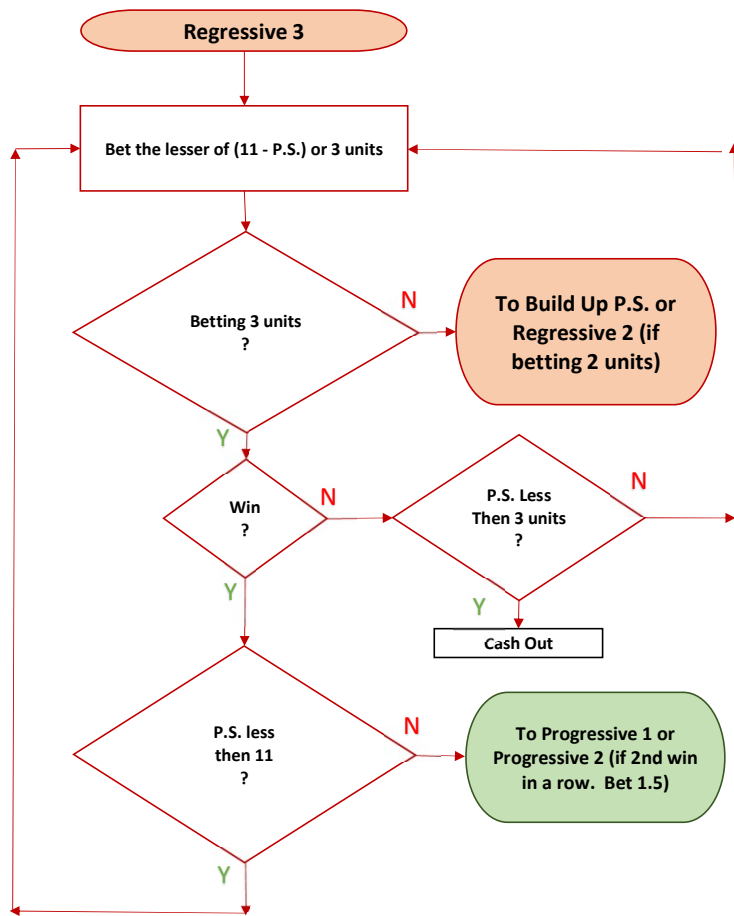 Regressive 3
Bet the lesser of (11 - P.S.) or 3 units
Betting 3 units
?
N
To Build Up P.S. or
Regressive 2 (if
betting 2 units)
Y
Win
?
N
P.S. Less
Then 3 units
?
N
Y
Y
Cash Out
P.S. less
then 11
?
N
To Progressive 1 or
Progressive 2 (if 2nd win
in a row.  Bet 1.5)
Y